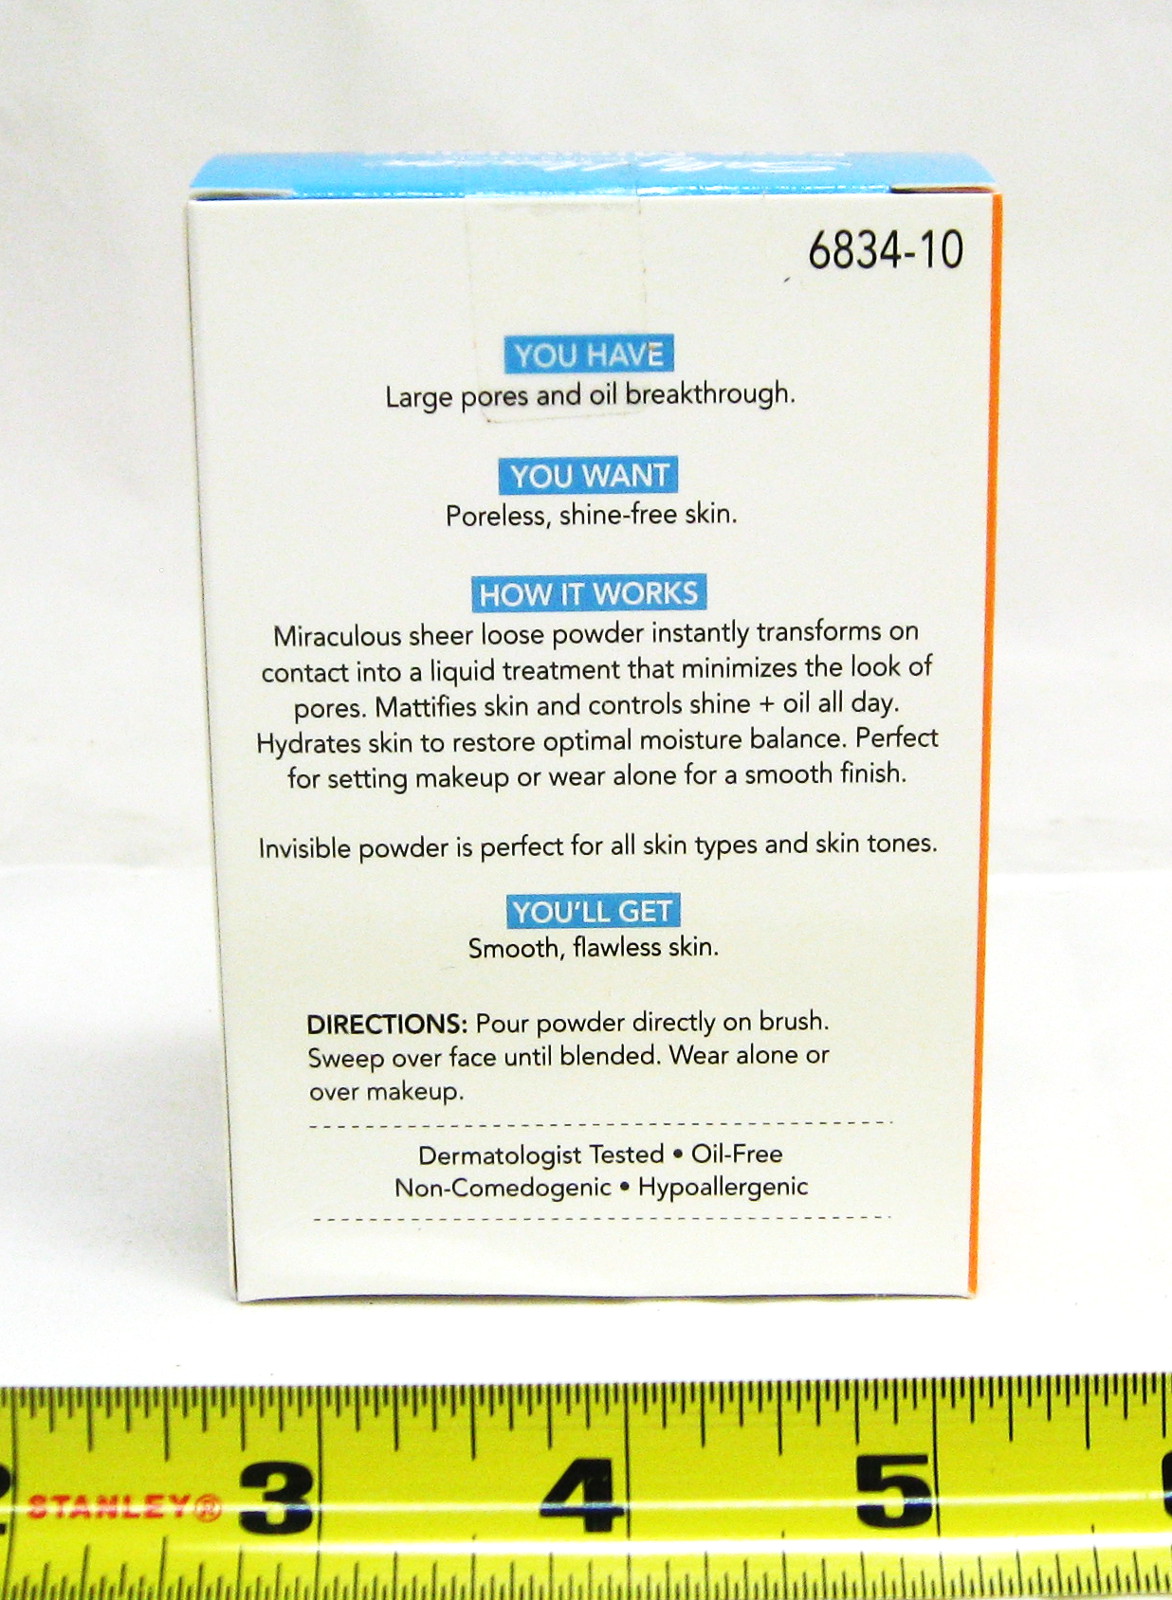 6834-10
YOU HAVE
Large pores and oil breakthrough.
YOU WANT
Poreless, shine-free skin.
HOW IT WORKS
Miraculous sheer loose powder instantly transforms on
contact into a liquid treatment that minimizes the look of
pores. Mattifies skin and controls shine + oil all day.
Hydrates skin to restore optimal moisture balance. Perfect
for setting makeup or wear alone for a smooth finish.
Invisible powder is perfect for all skin types and skin tones.
YOU'LL GET
Smooth, flawless skin.
DIRECTIONS: Pour powder directly on brush.
Sweep over face until blended. Wear alone or
over makeup.
Dermatologist Tested • Oil-Free
Non-Comedogenic • Hypoallergenic
STANLEY® 3 4 5